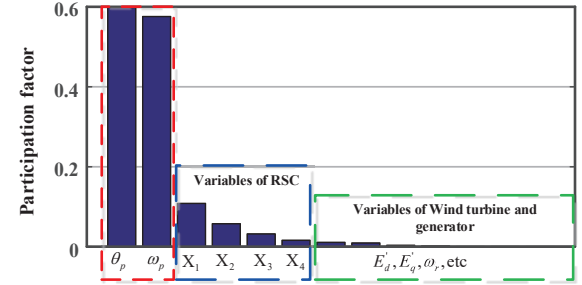 Participation factor
0.6
0.4
0.2
0
Variables of RSC
Variables of Wind turbine and
generator
θp ωp X1 X2 X3 X4 E'd, E'q, ωr, etc